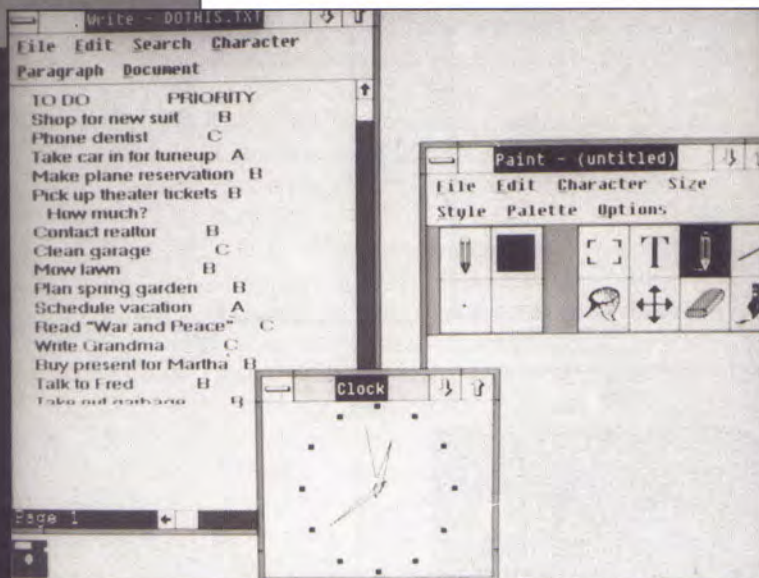 Write - DOTHIS.TXT
File Edit Search Character
Paragraph Document
TO DO PRIORITY
Shop for new suit B
Phone dentist C
Take car in for tuneup A
Make plane reservation B
Pick up theater tickets B
How much?
Contact realtor B
Clean garage C
Mow lawn B
Plan spring garden B
Schedule vacation A
Read "War and Peace" C
Write Grandma C
Buy present for Martha B
Talk to Fred B
Take out garbage B
Page 1
Paint - (untitled)
File Edit Character Size
Style Palette Options
T
Clock